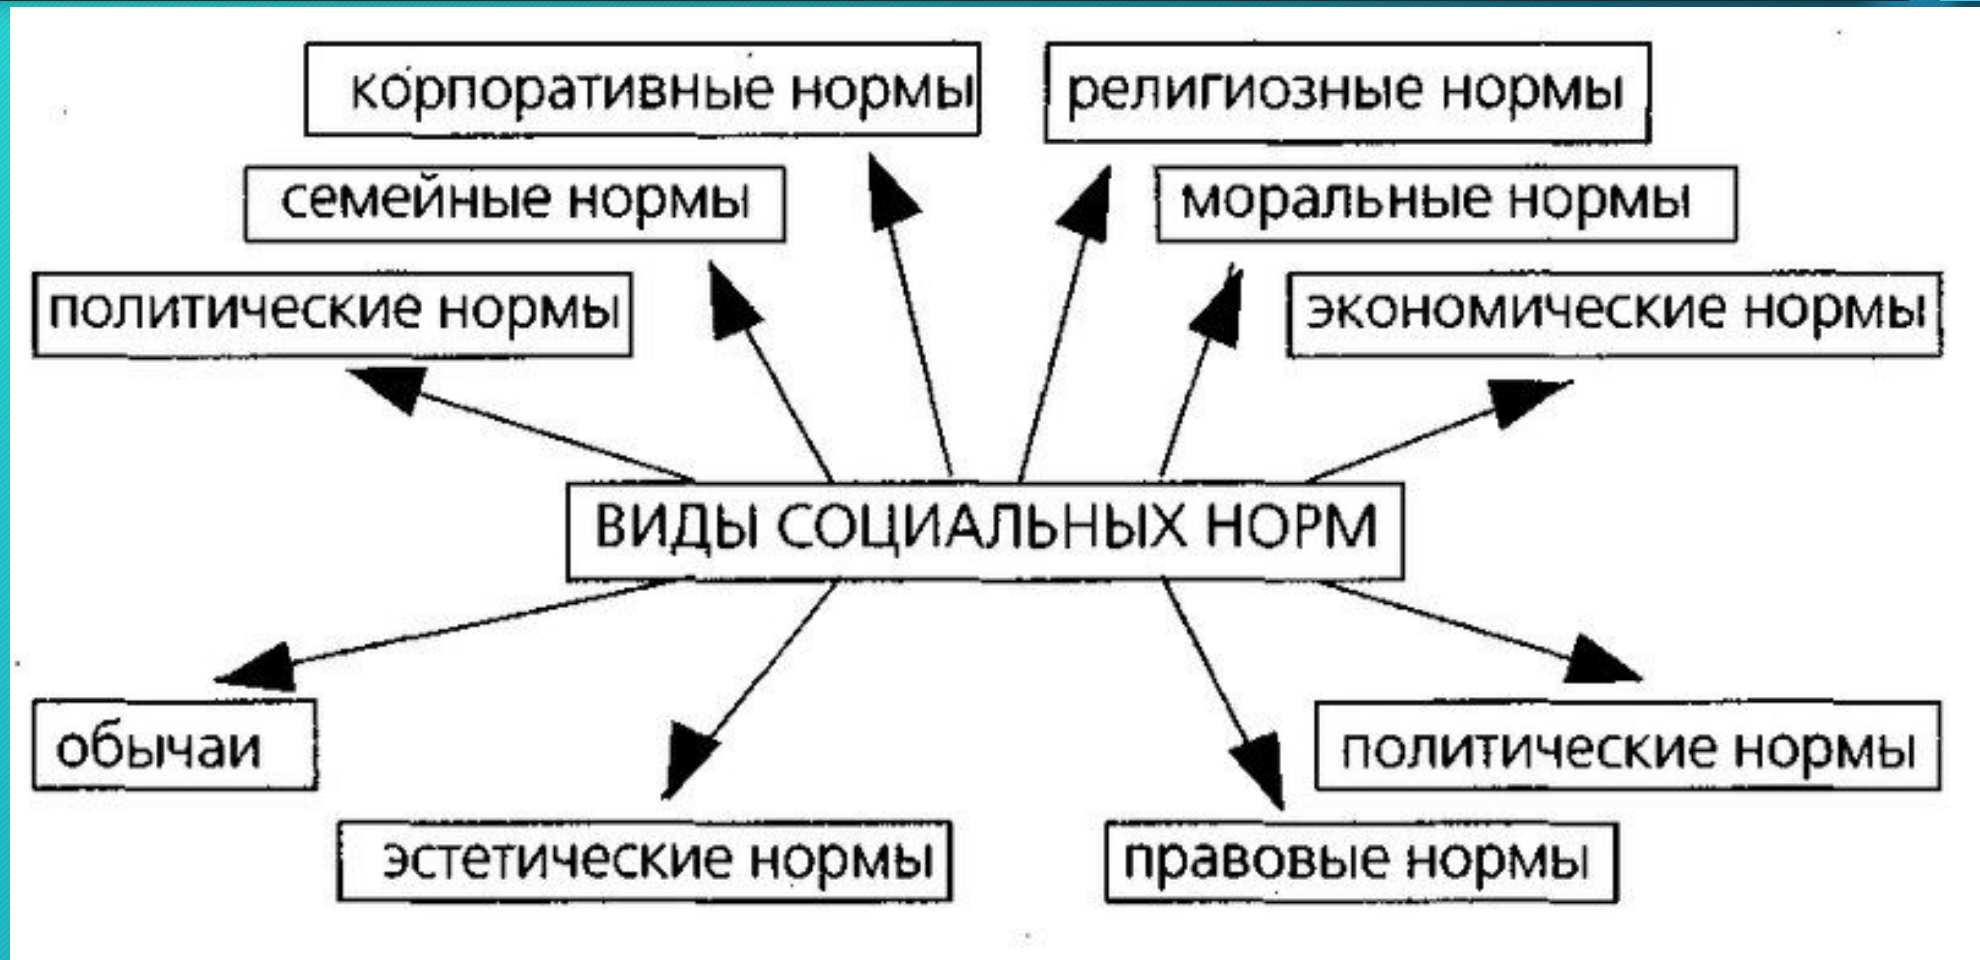 корпоративные нормы
религиозные нормы
семейные нормы
моральные нормы
политические нормы
экономические нормы
ВИДЫ СОЦИАЛЬНЫХ НОРМ
обычаи
политические нормы
эстетические нормы
правовые нормы